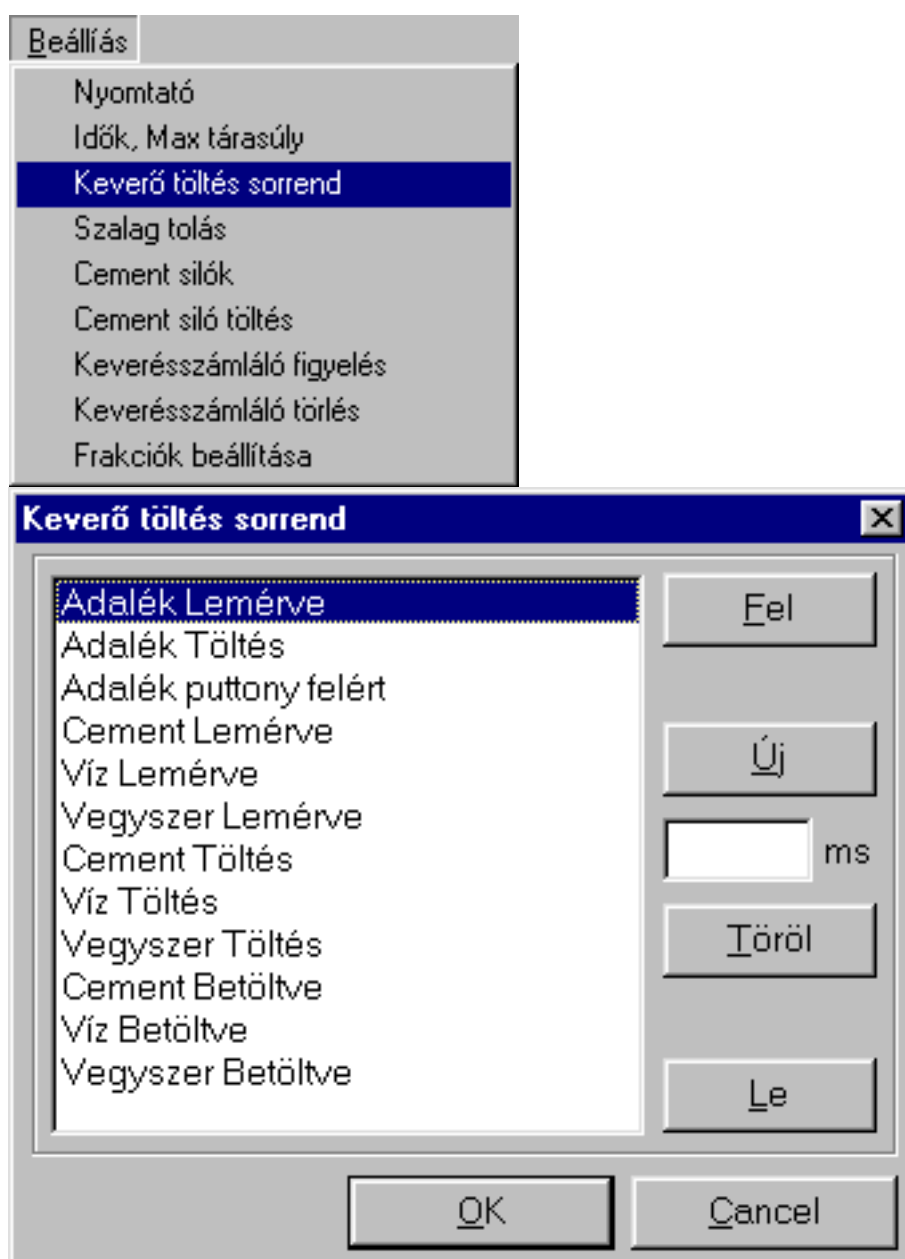 Beállíás
Nyomtató
Idők, Max tárasúly
Keverő töltés sorrend
Szalag tolás
Cement silók
Cement siló töltés
Keverésszámláló figyelés
Keverésszámláló törlés
Frakciók beállítása
Keverő töltés sorrend
Adalék Lemérve
Adalék Töltés
Adalék puttony felért
Cement Lemérve
Víz Lemérve
Vegyszer Lemérve
Cement Töltés
Víz Töltés
Vegyszer Töltés
Cement Betöltve
Víz Betöltve
Vegyszer Betöltve
Fel
Új
ms
Töröl
Le
OK
Cancel